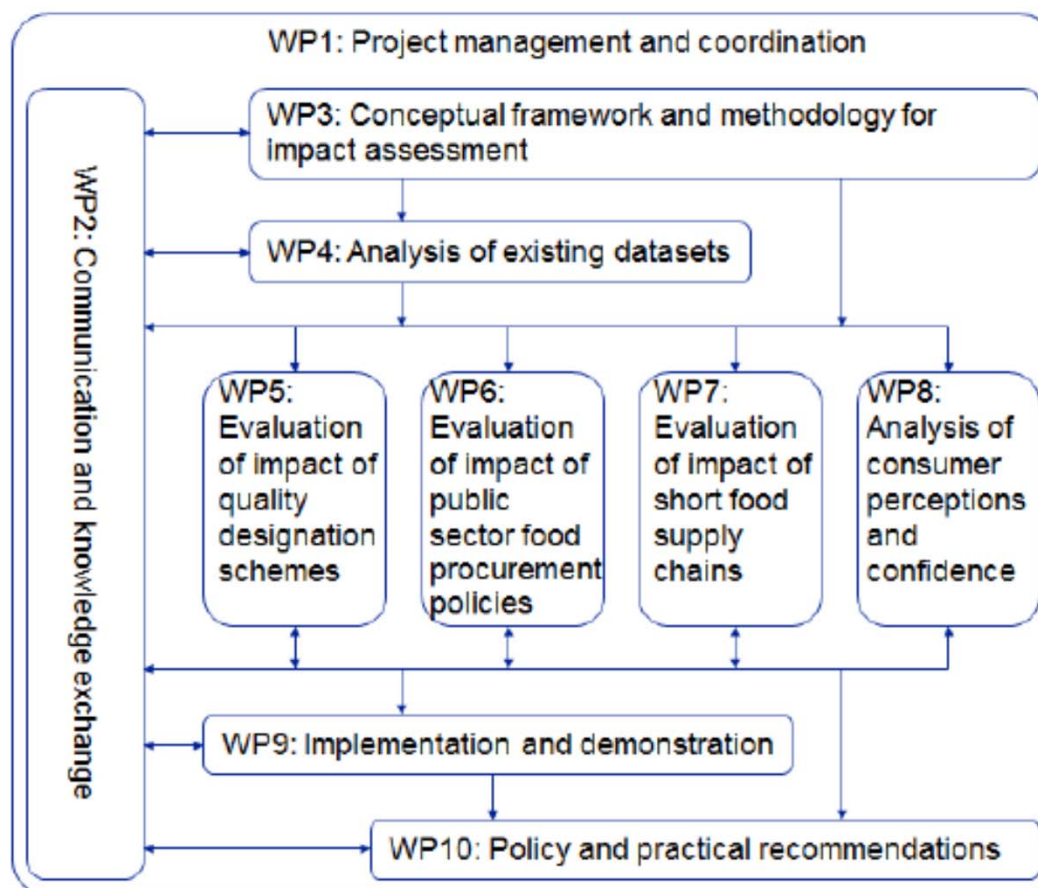 WP1: Project management and coordination
WP2: Communication and knowledge exchange
WP3: Conceptual framework and methodology for
impact assessment
WP4: Analysis of existing datasets
WP5:
Evaluation
of impact of
quality
designation
schemes
WP6:
Evaluation
of impact of
public
sector food
procurement
policies
WP7:
Evaluation
of impact of
short food
supply
chains
WP8:
Analysis of
consumer
perceptions
and
confidence
WP9: Implementation and demonstration
WP10: Policy and practical recommendations